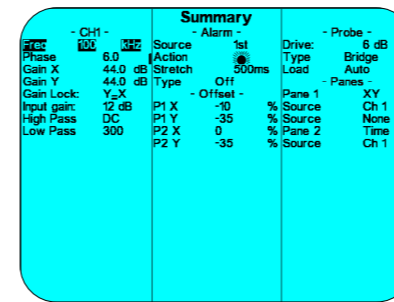 Summary
- CH1 -
Freq 100 kHz
Phase 6.0
Gain X 44.0 dB
Gain Y 44.0 dB
Gain Lock: Y=X
Input gain: 12 dB
High Pass DC
Low Pass 300
- Alarm -
Source 1st
Action
Stretch 500ms
Type Off
- Offset -
P1 X -10 %
P1 Y -35 %
P2 X 0 %
P2 Y -35 %
- Probe -
Drive: 6 dB
Type Bridge
Load Auto
- Panes -
Pane 1 XY
Source Ch 1
Source None
Pane 2 Time
Source Ch 1